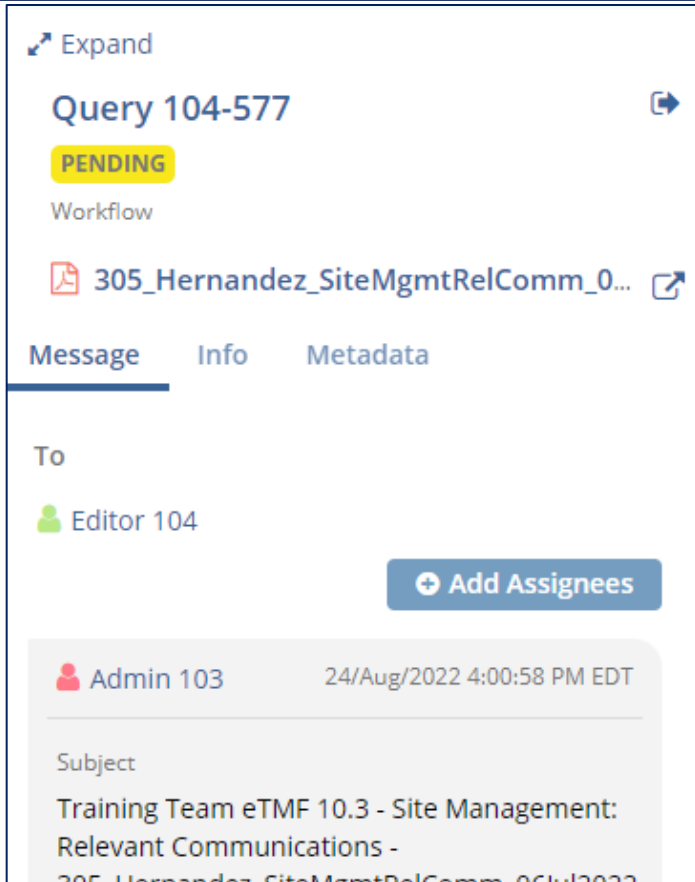 Expand
Query 104-577
PENDING
Workflow
305_Hernandez_SiteMgmtRelComm_0...
Message Info Metadata
To
Editor 104
Add Assignees
Admin 103 24/Aug/2022 4:00:58 PM EDT
Subject
Training Team eTMF 10.3 - Site Management:
Relevant Communications -
305_Hernandez_SiteMgmtRelComm_06Jul2022